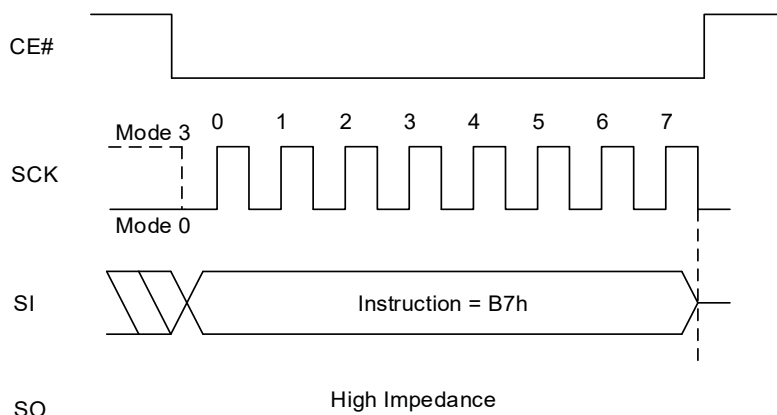 CE#
Mode 3
0 1 2 3 4 5 6 7
SCK
Mode 0
SI
Instruction = B7h
SO
High Impedance